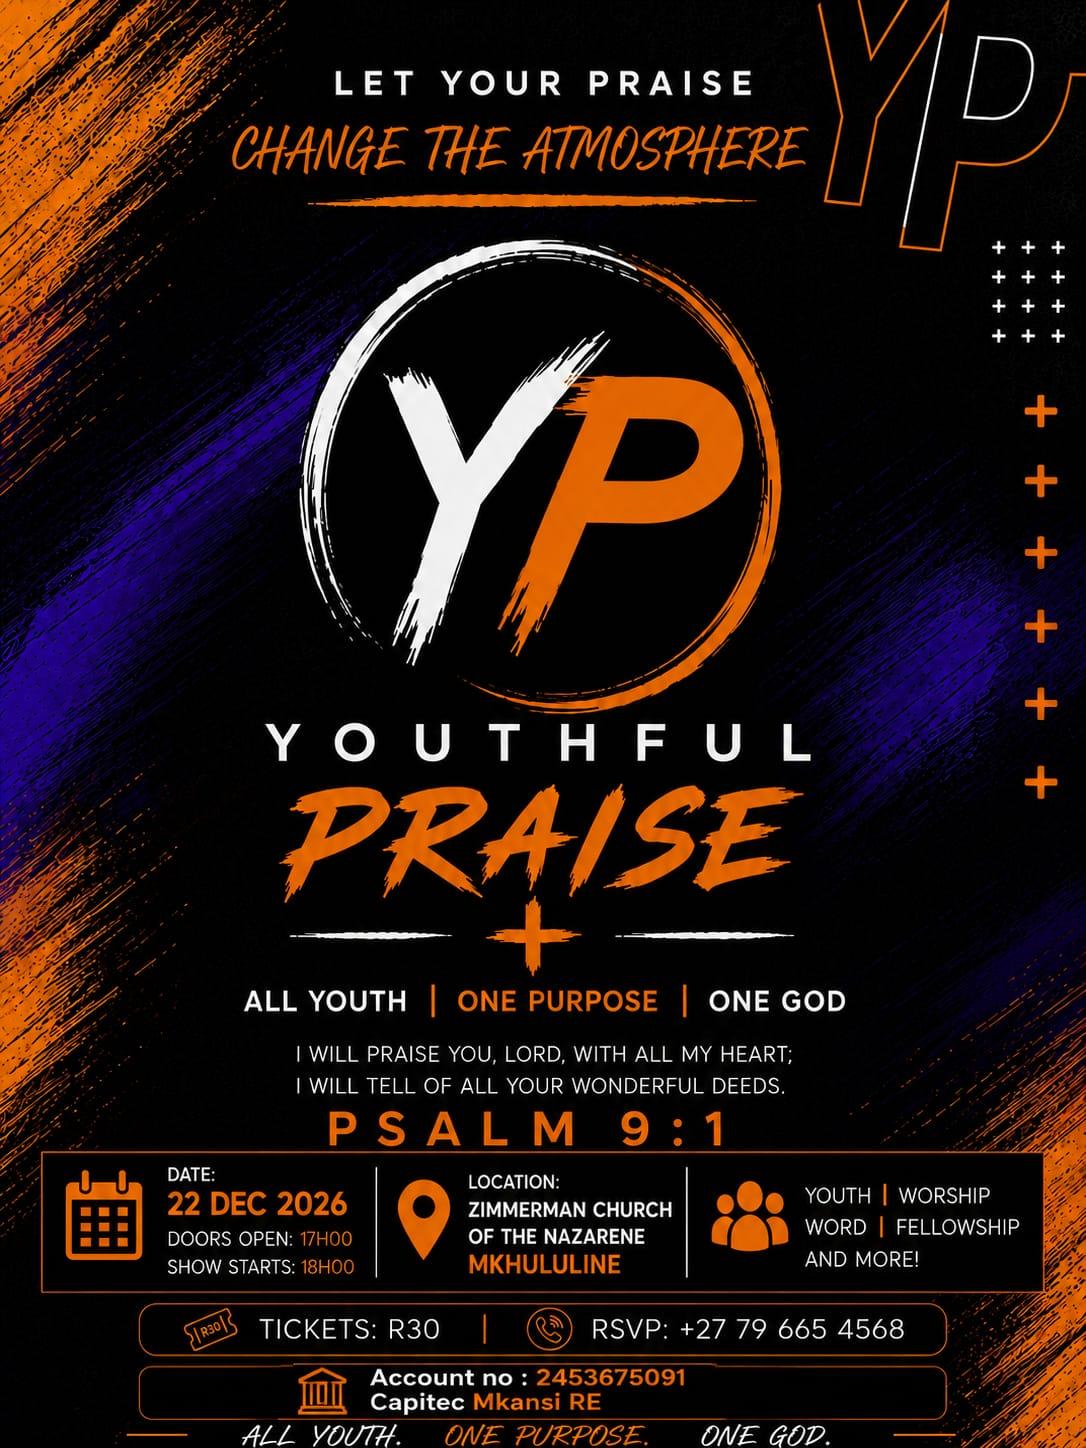 YP
LET YOUR PRAISE
CHANGE THE ATMOSPHERE
YP
YOUTHFUL
PRAISE
ALL YOUTH | ONE PURPOSE | ONE GOD
I WILL PRAISE YOU, LORD, WITH ALL MY HEART;
I WILL TELL OF ALL YOUR WONDERFUL DEEDS.
PSALM 9:1
DATE:
22 DEC 2026
DOORS OPEN: 17H00
SHOW STARTS: 18H00
LOCATION:
ZIMMERMAN CHURCH
OF THE NAZARENE
MKHULULINE
YOUTH | WORSHIP
WORD | FELLOWSHIP
AND MORE!
R30
TICKETS: R30 | RSVP: +27 79 665 4568
Account no : 2453675091
Capitec Mkansi RE
ALL YOUTH. ONE PURPOSE. ONE GOD.